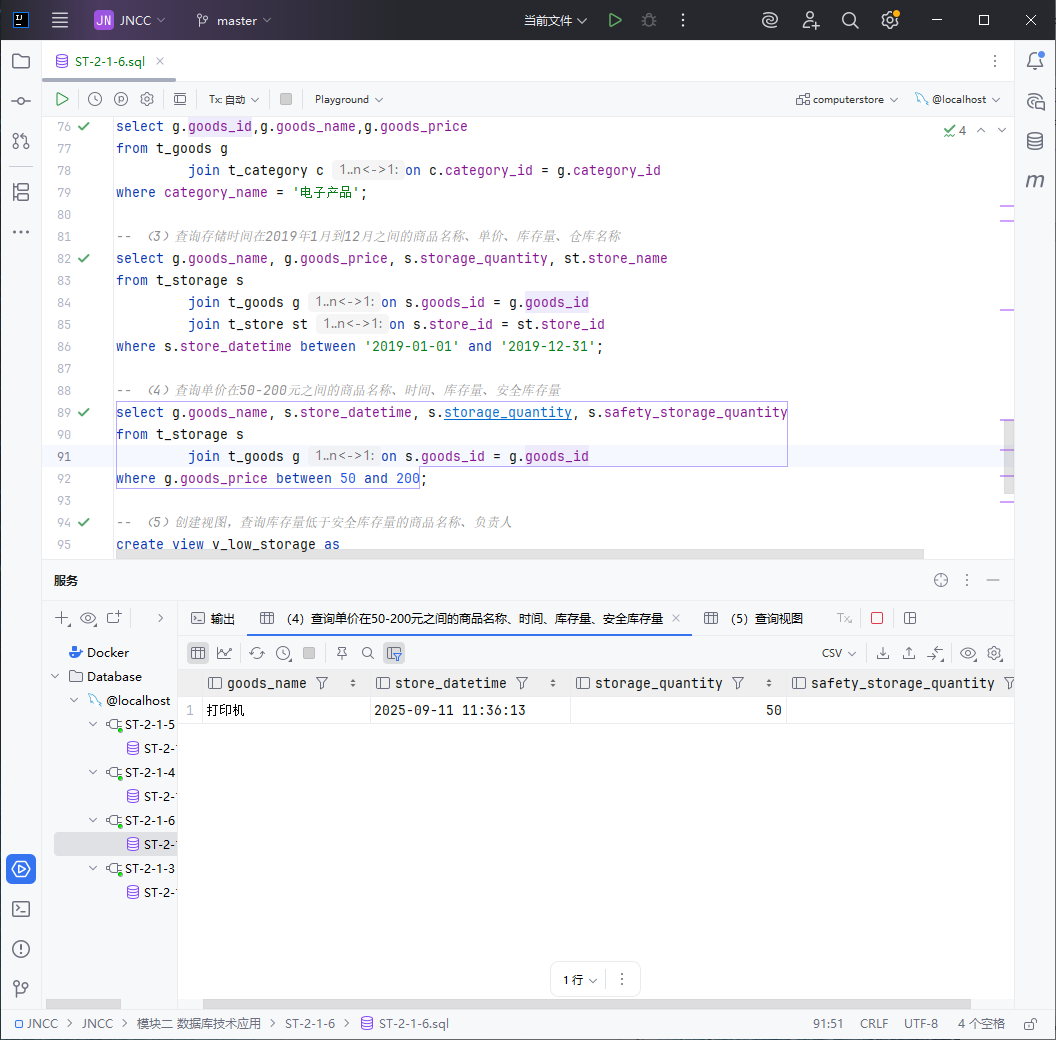 JN JNCC master 当前文件
ST-2-1-6.sql
Tx: 自动 Playground computerstore @localhost
76 select g.goods_id,g.goods_name,g.goods_price 4
77 from t_goods g
78 join t_category c 1..n<->1: on c.category_id = g.category_id
79 where category_name = '电子产品';
80
81 -- （3）查询存储时间在2019年1月到12月之间的商品名称、单价、库存量、仓库名称
82 select g.goods_name, g.goods_price, s.storage_quantity, st.store_name
83 from t_storage s
84 join t_goods g 1..n<->1: on s.goods_id = g.goods_id
85 join t_store st 1..n<->1: on s.store_id = st.store_id
86 where s.store_datetime between '2019-01-01' and '2019-12-31';
87
88 -- （4）查询单价在50-200元之间的商品名称、时间、库存量、安全库存量
89 select g.goods_name, s.store_datetime, s.storage_quantity, s.safety_storage_quantity
90 from t_storage s
91 join t_goods g 1..n<->1: on s.goods_id = g.goods_id
92 where g.goods_price between 50 and 200;
93
94 -- （5）创建视图，查询库存量低于安全库存量的商品名称、负责人
95 create view v_low_storage as
服务
输出 （4）查询单价在50-200元之间的商品名称、时间、库存量、安全库存量 （5）查询视图 Tx
Docker
Database
@localhost
ST-2-1-5
ST-2-
ST-2-1-4
ST-2-
ST-2-1-6
ST-2-
ST-2-1-3
ST-2-
CSV
goods_name store_datetime storage_quantity safety_storage_quantity
1 打印机 2025-09-11 11:36:13 50
1 行
JNCC JNCC 模块二 数据库技术应用 ST-2-1-6 ST-2-1-6.sql 91:51 CRLF UTF-8 4 个空格